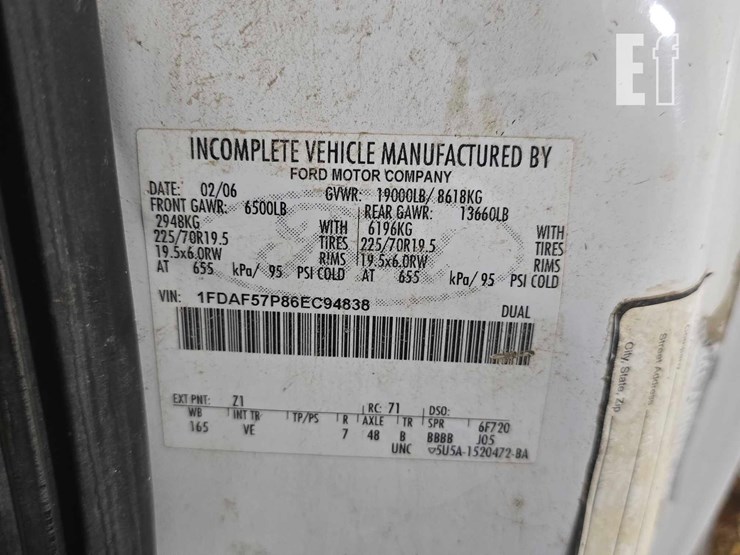 Ef
INCOMPLETE VEHICLE MANUFACTURED BY
FORD MOTOR COMPANY
DATE: 02/06 GVWR: 19000LB/ 8618KG
FRONT GAWR: 6500LB REAR GAWR: 13660LB
2948KG WITH 6196KG WITH
225/70R19.5 TIRES 225/70R19.5 TIRES
19.5x6.0RW RIMS 19.5x6.0RW RIMS
AT 655 kPa/ 95 PSI COLD AT 655 kPa/ 95 PSI COLD
VIN: 1FDAF57P86EC94838 DUAL
EXT PNT: Z1 RC: 71 DSO:
WB INT TR TP/PS R AXLE TR SPR 6F720
165 VE 7 48 B BBBB J05
UNC 5U5A-1520472-BA
Street Address
City, State, Zip